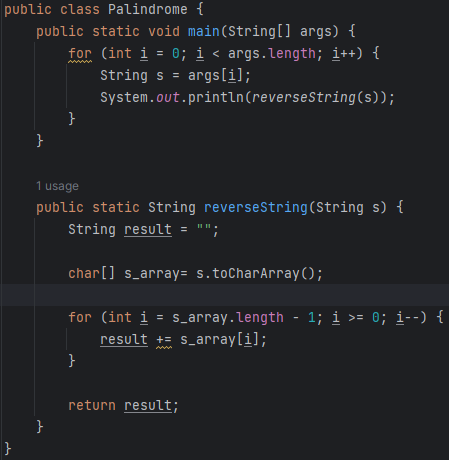 public class Palindrome {
    public static void main(String[] args) {
        for (int i = 0; i < args.length; i++) {
            String s = args[i];
            System.out.println(reverseString(s));
        }
    }
    1 usage
    public static String reverseString(String s) {
        String result = "";
        char[] s_array= s.toCharArray();
        for (int i = s_array.length - 1; i >= 0; i--) {
            result += s_array[i];
        }
        return result;
    }
}